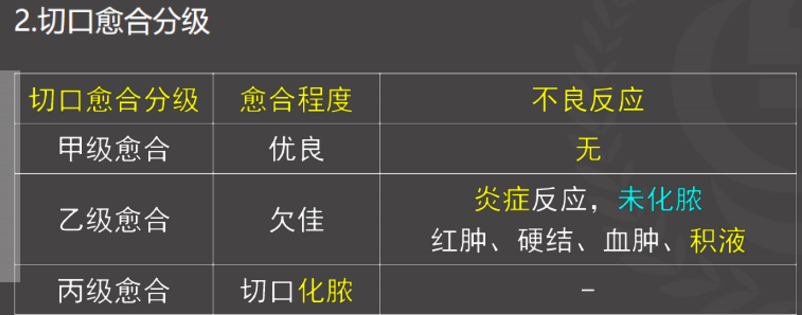 2.切口愈合分级
切口愈合分级 愈合程度 不良反应
甲级愈合 优良 无
乙级愈合 欠佳 炎症反应，未化脓
红肿、硬结、血肿、积液
丙级愈合 切口化脓 -